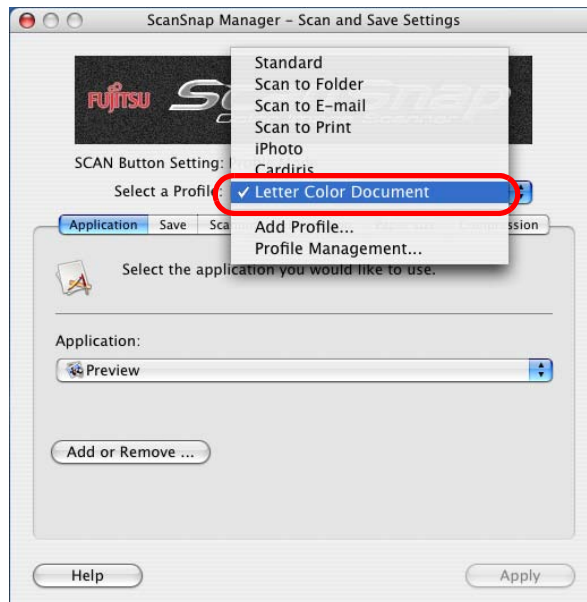 ScanSnap Manager – Scan and Save Settings
FUJITSU
Standard
Scan to Folder
Scan to E-mail
Scan to Print
iPhoto
SCAN Button Setting:
Cardiris
Select a Profile:
✓ Letter Color Document
Add Profile...
Profile Management...
Application Save
Select the application you would like to use.
Application:
Preview
Add or Remove ...
Help Apply